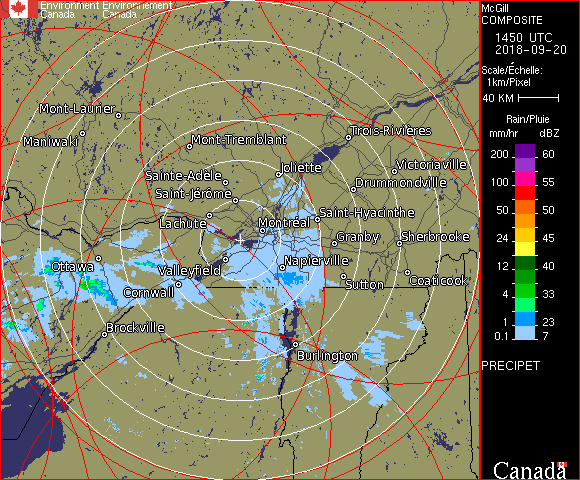 Environment Environnement
Canada Canada
McGill
COMPOSITE
1450 UTC
2018-09-20
Scale/Échelle:
1km/Pixel
40 KM
Rain/Pluie
mm/hr dBZ
200 60
100 55
50 50
24 45
12 40
4 33
1 23
0.1 7
PRECIPET
Canada
Mont-Laurier
Maniwaki
Mont-Tremblant
Trois-Rivières
Sainte-Adèle
Joliette
Victoriaville
Saint-Jérôme
Drummondville
Lachute
Montréal
Saint-Hyacinthe
Granby
Sherbrooke
Ottawa
Valleyfield
Napierville
Cornwall
Sutton
Coaticook
Brockville
Burlington